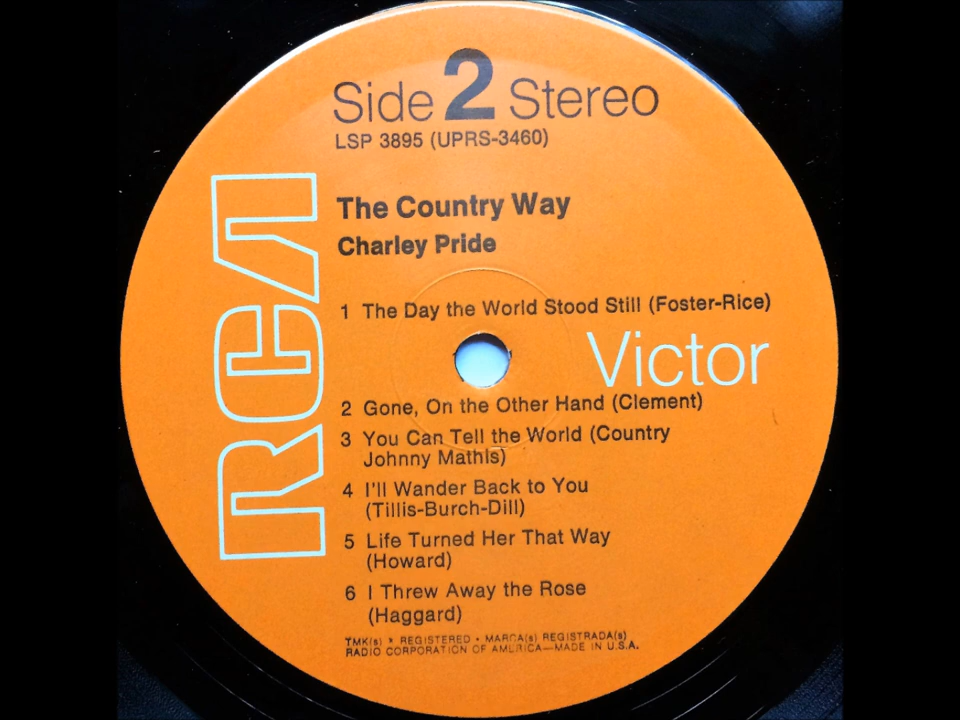 Side 2 Stereo
LSP 3895 (UPRS-3460)
RCA
The Country Way
Charley Pride
1 The Day the World Stood Still (Foster-Rice)
Victor
2 Gone, On the Other Hand (Clement)
3 You Can Tell the World (Country
Johnny Mathis)
4 I'll Wander Back to You
(Tillis-Burch-Dill)
5 Life Turned Her That Way
(Howard)
6 I Threw Away the Rose
(Haggard)
TMK(s) * REGISTERED • MARCA(s) REGISTRADA(s)
RADIO CORPORATION OF AMERICA—MADE IN U.S.A.